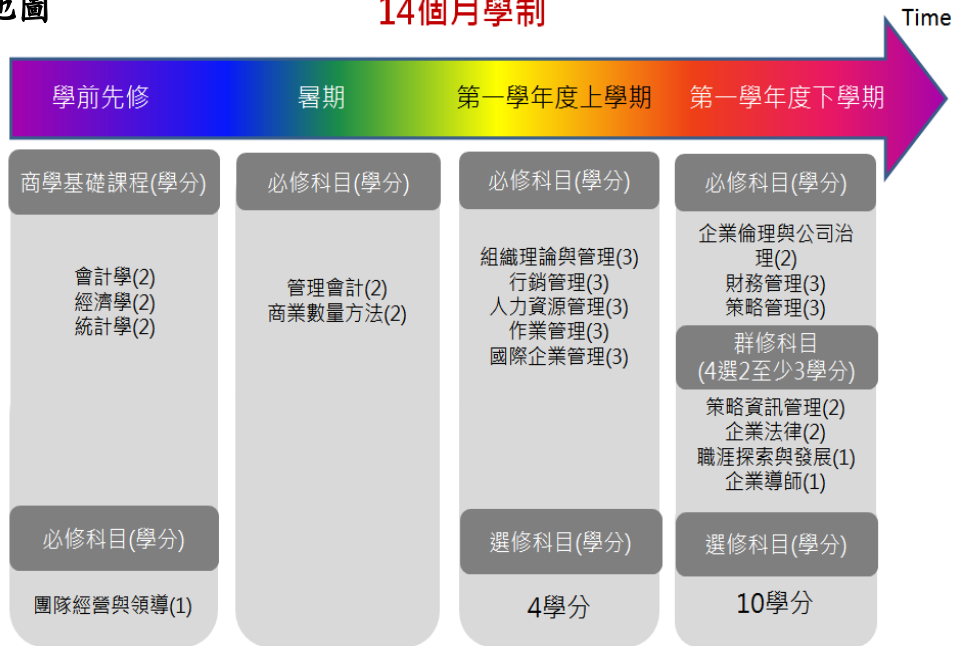 14個月學制
Time
學前先修
暑期
第一學年度上學期
第一學年度下學期
商學基礎課程(學分)
會計學(2)
經濟學(2)
統計學(2)
必修科目(學分)
團隊經營與領導(1)
必修科目(學分)
管理會計(2)
商業數量方法(2)
必修科目(學分)
組織理論與管理(3)
行銷管理(3)
人力資源管理(3)
作業管理(3)
國際企業管理(3)
選修科目(學分)
4學分
必修科目(學分)
企業倫理與公司治
理(2)
財務管理(3)
策略管理(3)
群修科目
(4選2至少3學分)
策略資訊管理(2)
企業法律(2)
職涯探索與發展(1)
企業導師(1)
選修科目(學分)
10學分